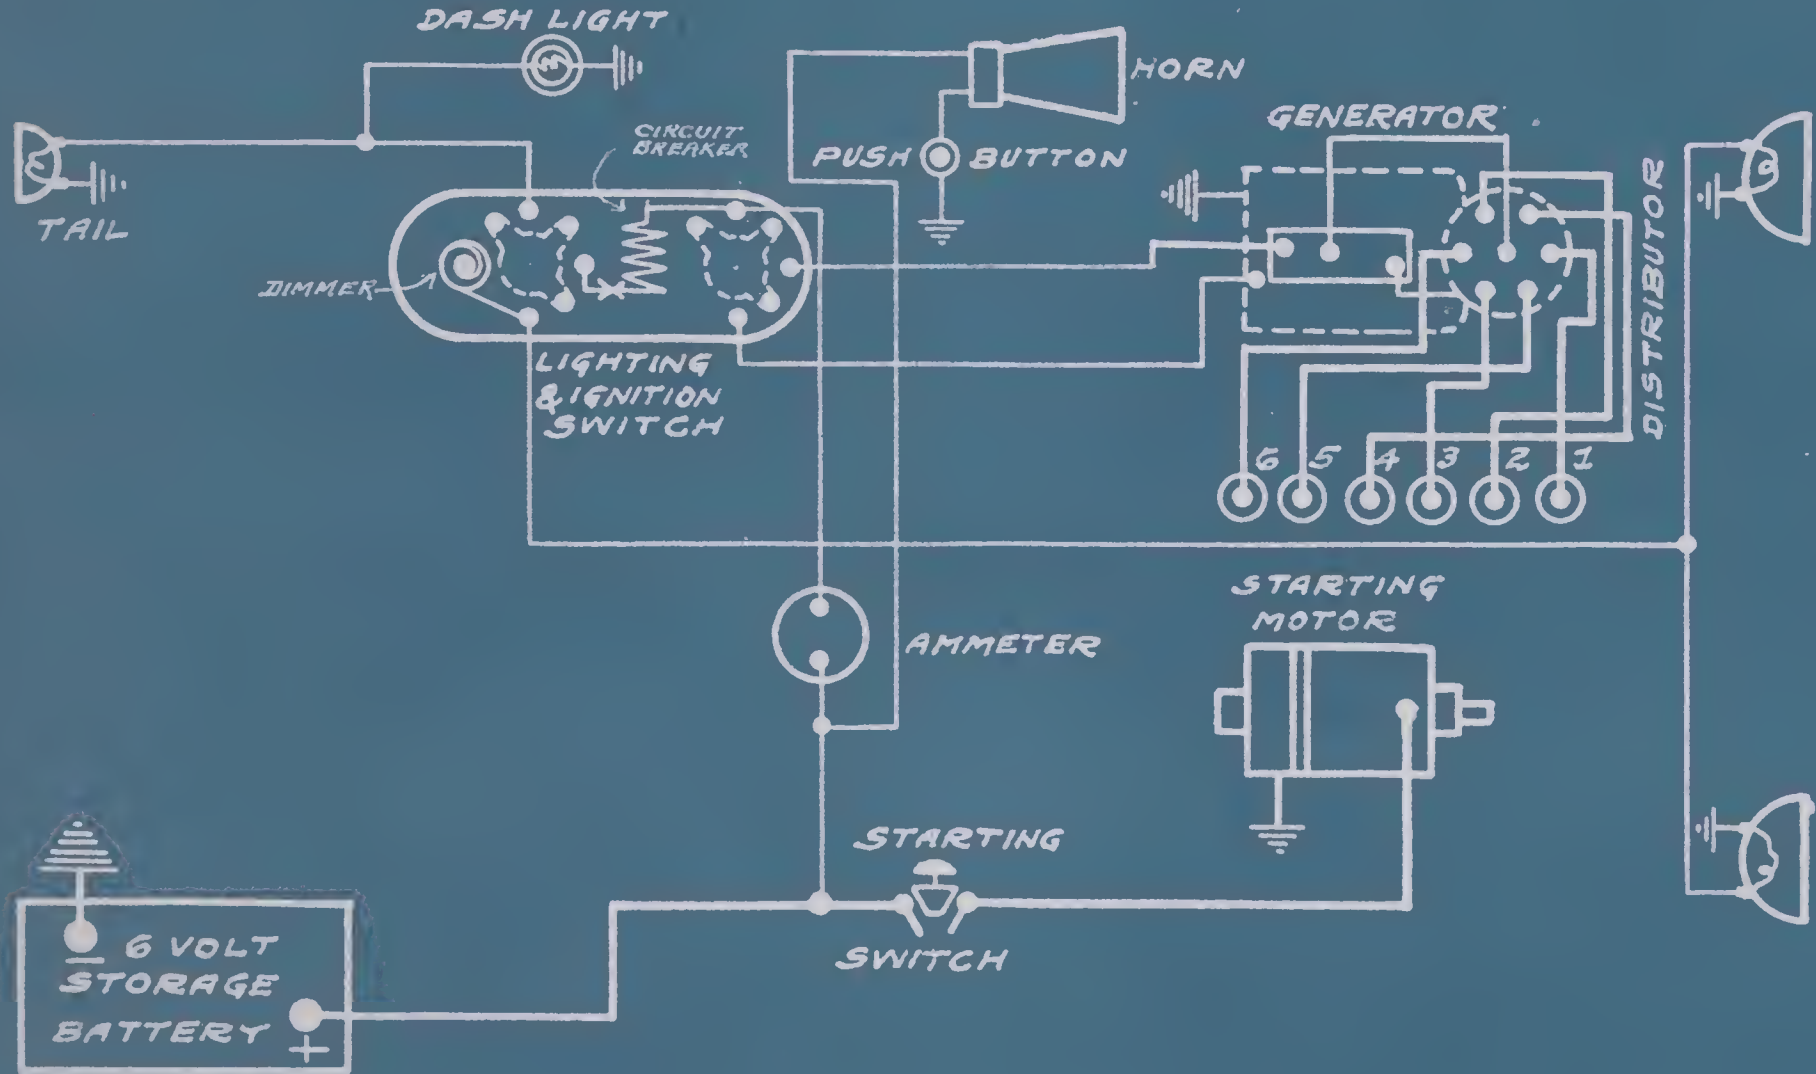 DASH LIGHT
HORN
GENERATOR
CIRCUIT
BREAKER
PUSH BUTTON
TAIL
DISTRIBUTOR
DIMMER
LIGHTING
& IGNITION
SWITCH
6 5 4 3 2 1
STARTING
MOTOR
AMMETER
STARTING
SWITCH
6 VOLT
STORAGE
BATTERY
−
+